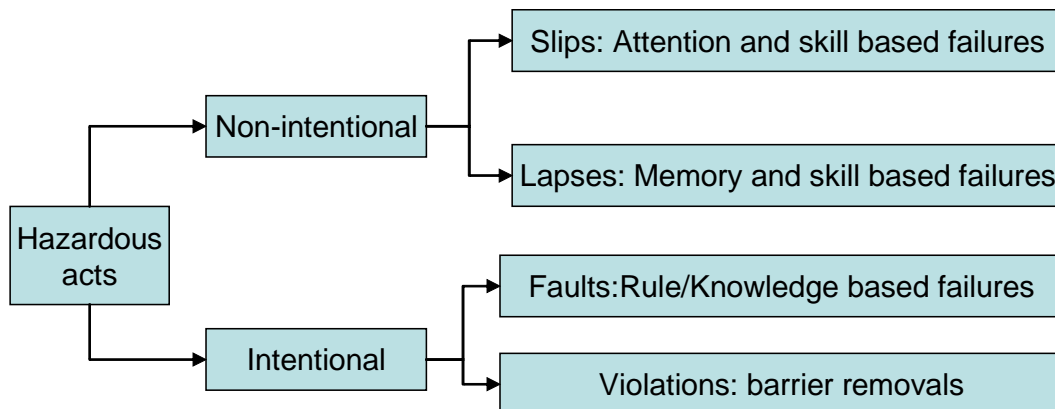 Slips: Attention and skill based failures
Non-intentional
Lapses: Memory and skill based failures
Hazardous
acts
Faults:Rule/Knowledge based failures
Intentional
Violations: barrier removals